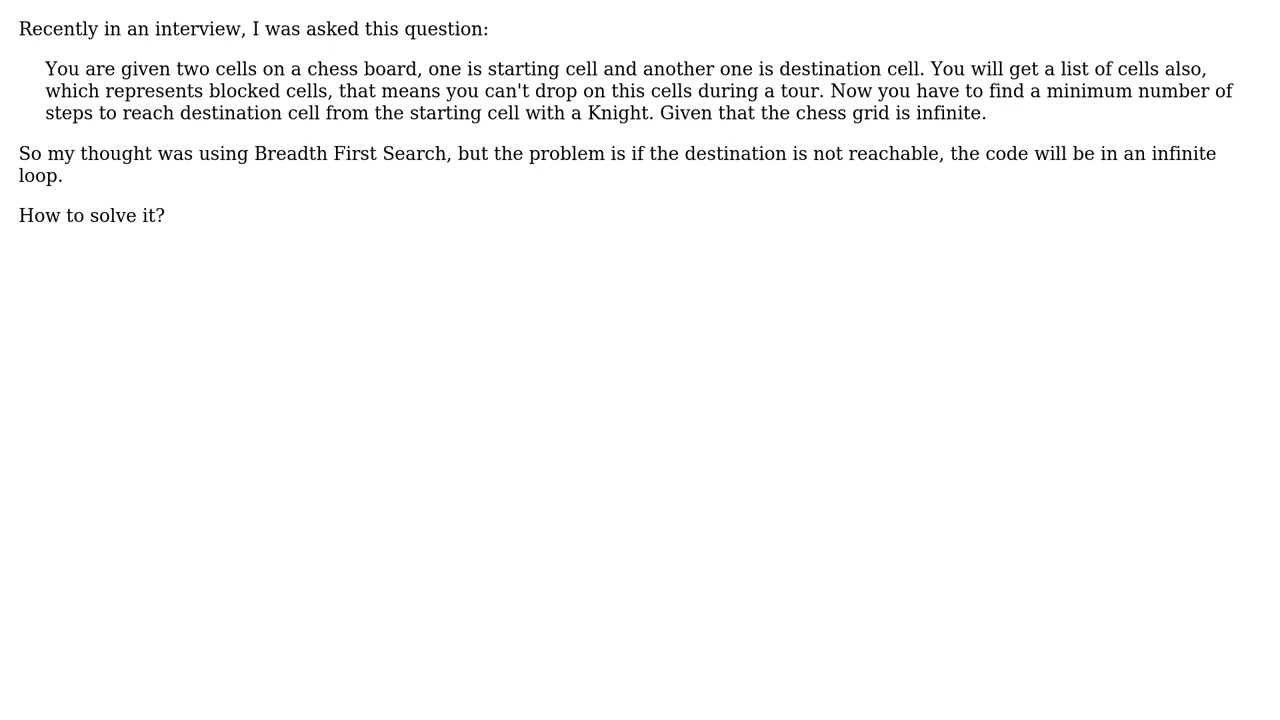 Recently in an interview, I was asked this question:
You are given two cells on a chess board, one is starting cell and another one is destination cell. You will get a list of cells also,
which represents blocked cells, that means you can't drop on this cells during a tour. Now you have to find a minimum number of
steps to reach destination cell from the starting cell with a Knight. Given that the chess grid is infinite.
So my thought was using Breadth First Search, but the problem is if the destination is not reachable, the code will be in an infinite
loop.
How to solve it?